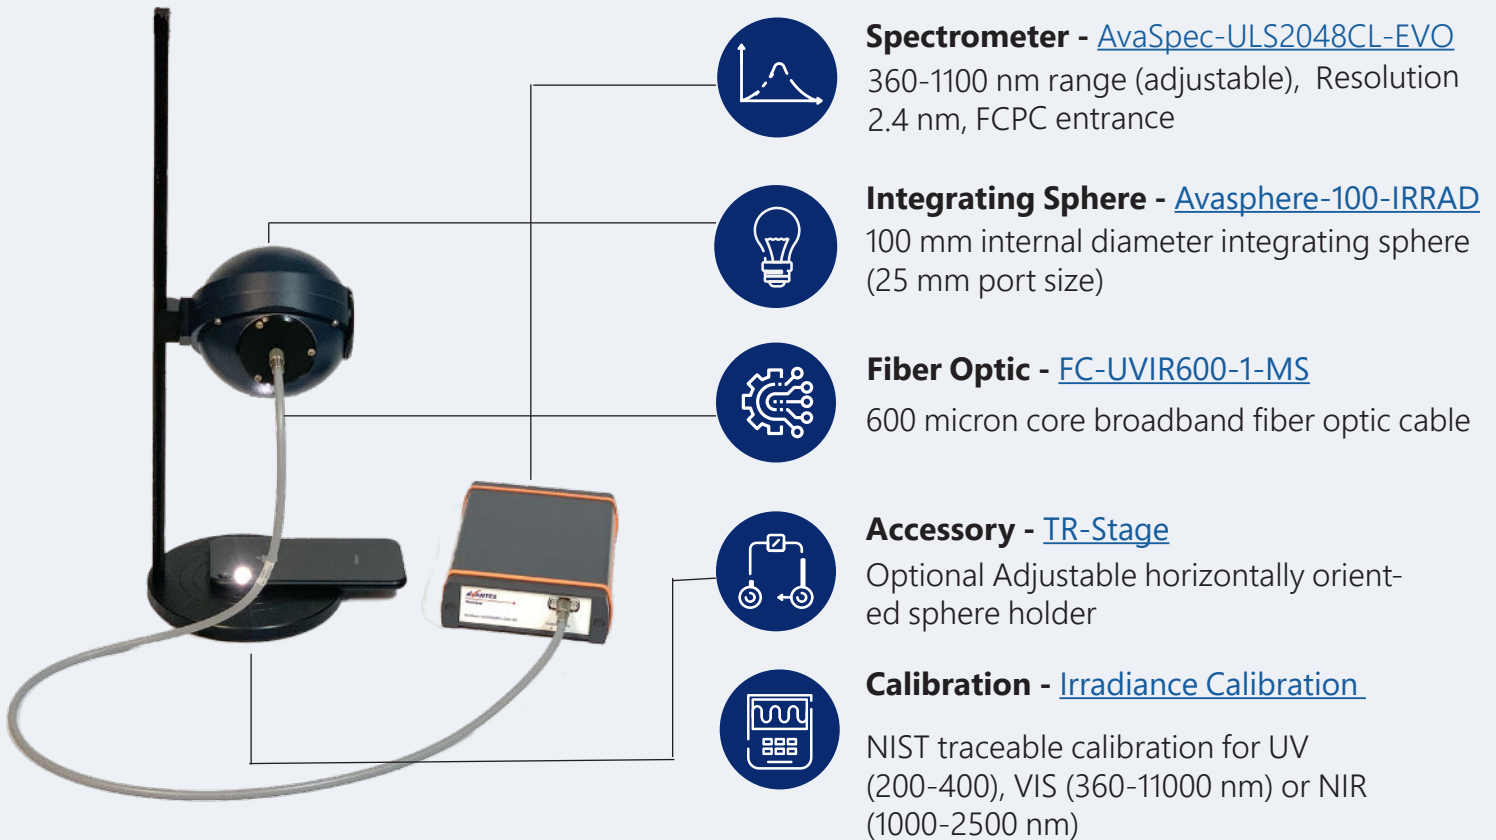 Spectrometer - AvaSpec-ULS2048CL-EVO
360-1100 nm range (adjustable), Resolution
2.4 nm, FCPC entrance
Integrating Sphere - Avasphere-100-IRRAD
100 mm internal diameter integrating sphere
(25 mm port size)
Fiber Optic - FC-UVIR600-1-MS
600 micron core broadband fiber optic cable
Accessory - TR-Stage
Optional Adjustable horizontally orient-
ed sphere holder
Calibration - Irradiance Calibration
NIST traceable calibration for UV
(200-400), VIS (360-11000 nm) or NIR
(1000-2500 nm)
AVANTES